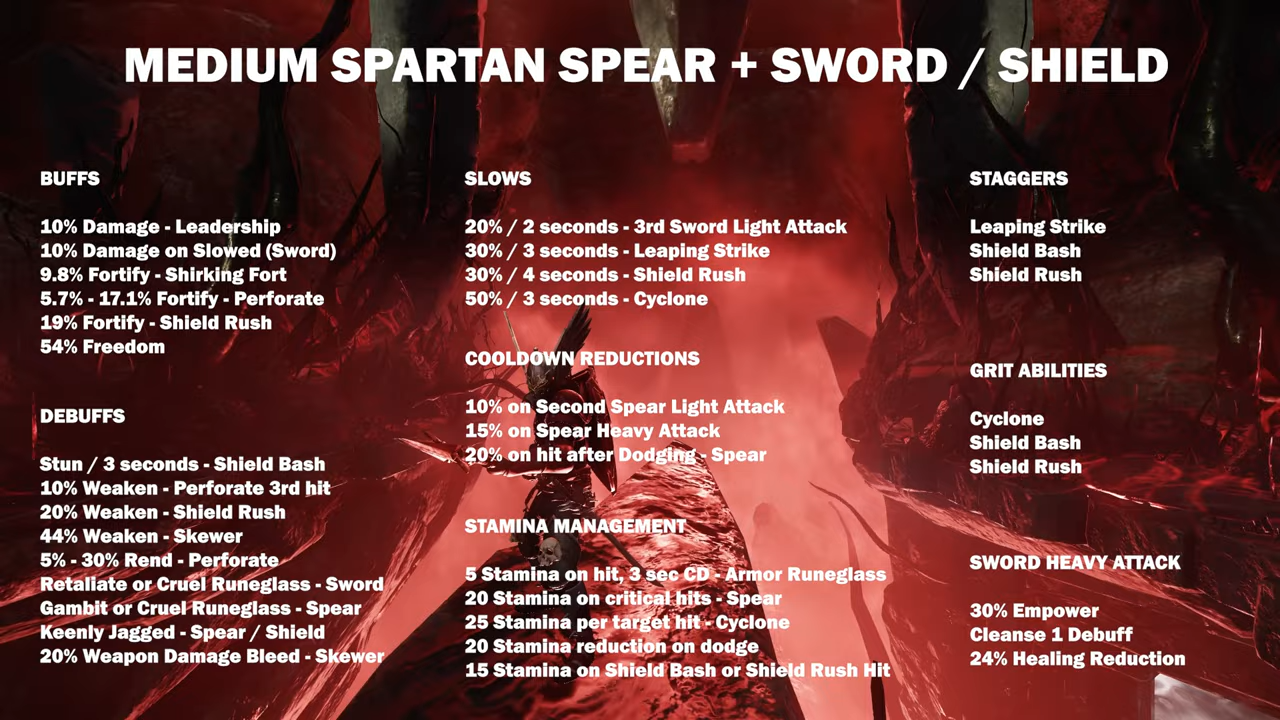 MEDIUM SPARTAN SPEAR + SWORD / SHIELD
BUFFS
10% Damage - Leadership
10% Damage on Slowed (Sword)
9.8% Fortify - Shirking Fort
5.7% - 17.1% Fortify - Perforate
19% Fortify - Shield Rush
54% Freedom
DEBUFFS
Stun / 3 seconds - Shield Bash
10% Weaken - Perforate 3rd hit
20% Weaken - Shield Rush
44% Weaken - Skewer
5% - 30% Rend - Perforate
Retaliate or Cruel Runeglass - Sword
Gambit or Cruel Runeglass - Spear
Keenly Jagged - Spear / Shield
20% Weapon Damage Bleed - Skewer
SLOWS
20% / 2 seconds - 3rd Sword Light Attack
30% / 3 seconds - Leaping Strike
30% / 4 seconds - Shield Rush
50% / 3 seconds - Cyclone
COOLDOWN REDUCTIONS
10% on Second Spear Light Attack
15% on Spear Heavy Attack
20% on hit after Dodging - Spear
STAMINA MANAGEMENT
5 Stamina on hit, 3 sec CD - Armor Runeglass
20 Stamina on critical hits - Spear
25 Stamina per target hit - Cyclone
20 Stamina reduction on dodge
15 Stamina on Shield Bash or Shield Rush Hit
STAGGERS
Leaping Strike
Shield Bash
Shield Rush
GRIT ABILITIES
Cyclone
Shield Bash
Shield Rush
SWORD HEAVY ATTACK
30% Empower
Cleanse 1 Debuff
24% Healing Reduction